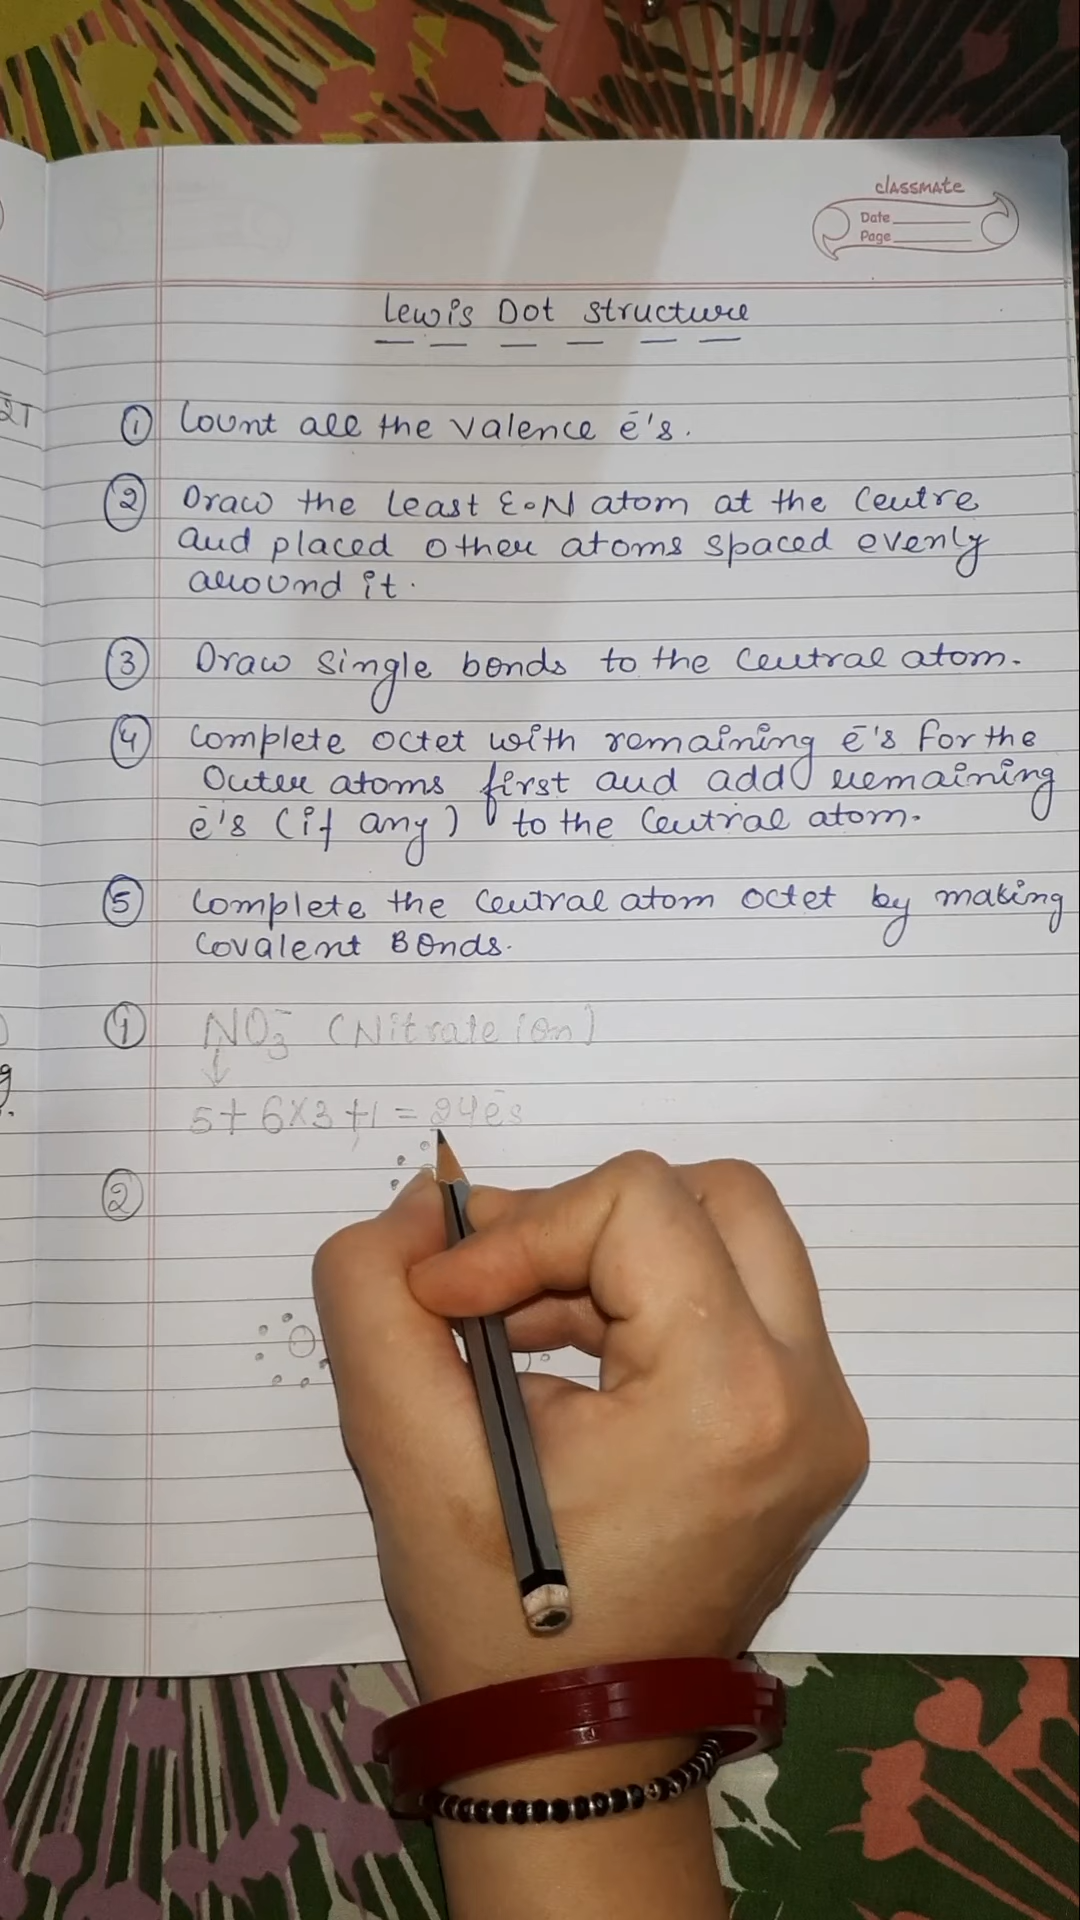 classmate
Date
Page
Lewis Dot structure
① Count all the valence ē's.
② Draw the least E.N atom at the centre
and placed other atoms spaced evenly
around it.
③ Draw single bonds to the central atom.
④ Complete octet with remaining ē's for the
Outer atoms first and add remaining
ē's (if any) to the central atom.
⑤ Complete the central atom octet by making
Covalent Bonds.
① NO₃⁻ (Nitrate ion)
↓
5+ 6×3 +1 = 24ēs
②
O